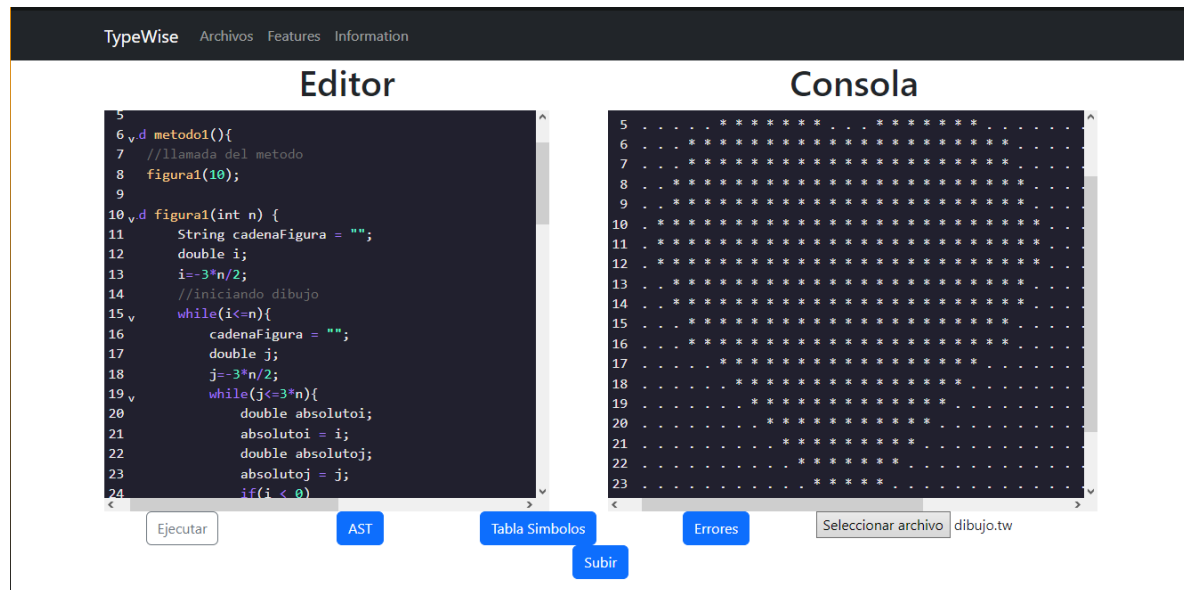 TypeWise Archivos Features Information
Editor
5
6 v.d metodo1(){
7 //llamada del metodo
8 figura1(10);
9
10 v.d figura1(int n) {
11 String cadenaFigura = "";
12 double i;
13 i=-3*n/2;
14 //iniciando dibujo
15 v while(i<=n){
16 cadenaFigura = "";
17 double j;
18 j=-3*n/2;
19 v while(j<=3*n){
20 double absolutoi;
21 absolutoi = i;
22 double absolutoj;
23 absolutoj = j;
24 if(i < 0)
Consola
5 . . . . . * * * * * * * . . . * * * * * * * . . . . . . .
6 . . . * * * * * * * * * * * * * * * * * * * * * . . . . .
7 . . . * * * * * * * * * * * * * * * * * * * * * . . . . .
8 . . * * * * * * * * * * * * * * * * * * * * * * * . . . .
9 . . * * * * * * * * * * * * * * * * * * * * * * * . . . .
10 . * * * * * * * * * * * * * * * * * * * * * * * * * . . .
11 . * * * * * * * * * * * * * * * * * * * * * * * * * . . .
12 . * * * * * * * * * * * * * * * * * * * * * * * * * . . .
13 . . * * * * * * * * * * * * * * * * * * * * * * * . . . .
14 . . * * * * * * * * * * * * * * * * * * * * * * * . . . .
15 . . . * * * * * * * * * * * * * * * * * * * * * . . . . .
16 . . . * * * * * * * * * * * * * * * * * * * * * . . . . .
17 . . . . . * * * * * * * * * * * * * * * * * . . . . . . .
18 . . . . . . * * * * * * * * * * * * * * * . . . . . . . .
19 . . . . . . . * * * * * * * * * * * * * . . . . . . . . .
20 . . . . . . . . * * * * * * * * * * * . . . . . . . . . .
21 . . . . . . . . . * * * * * * * * * . . . . . . . . . . .
22 . . . . . . . . . . * * * * * * * . . . . . . . . . . . .
23 . . . . . . . . . . . * * * * * . . . . . . . . . . . . .
Ejecutar AST Tabla Simbolos Errores Seleccionar archivo dibujo.tw
Subir